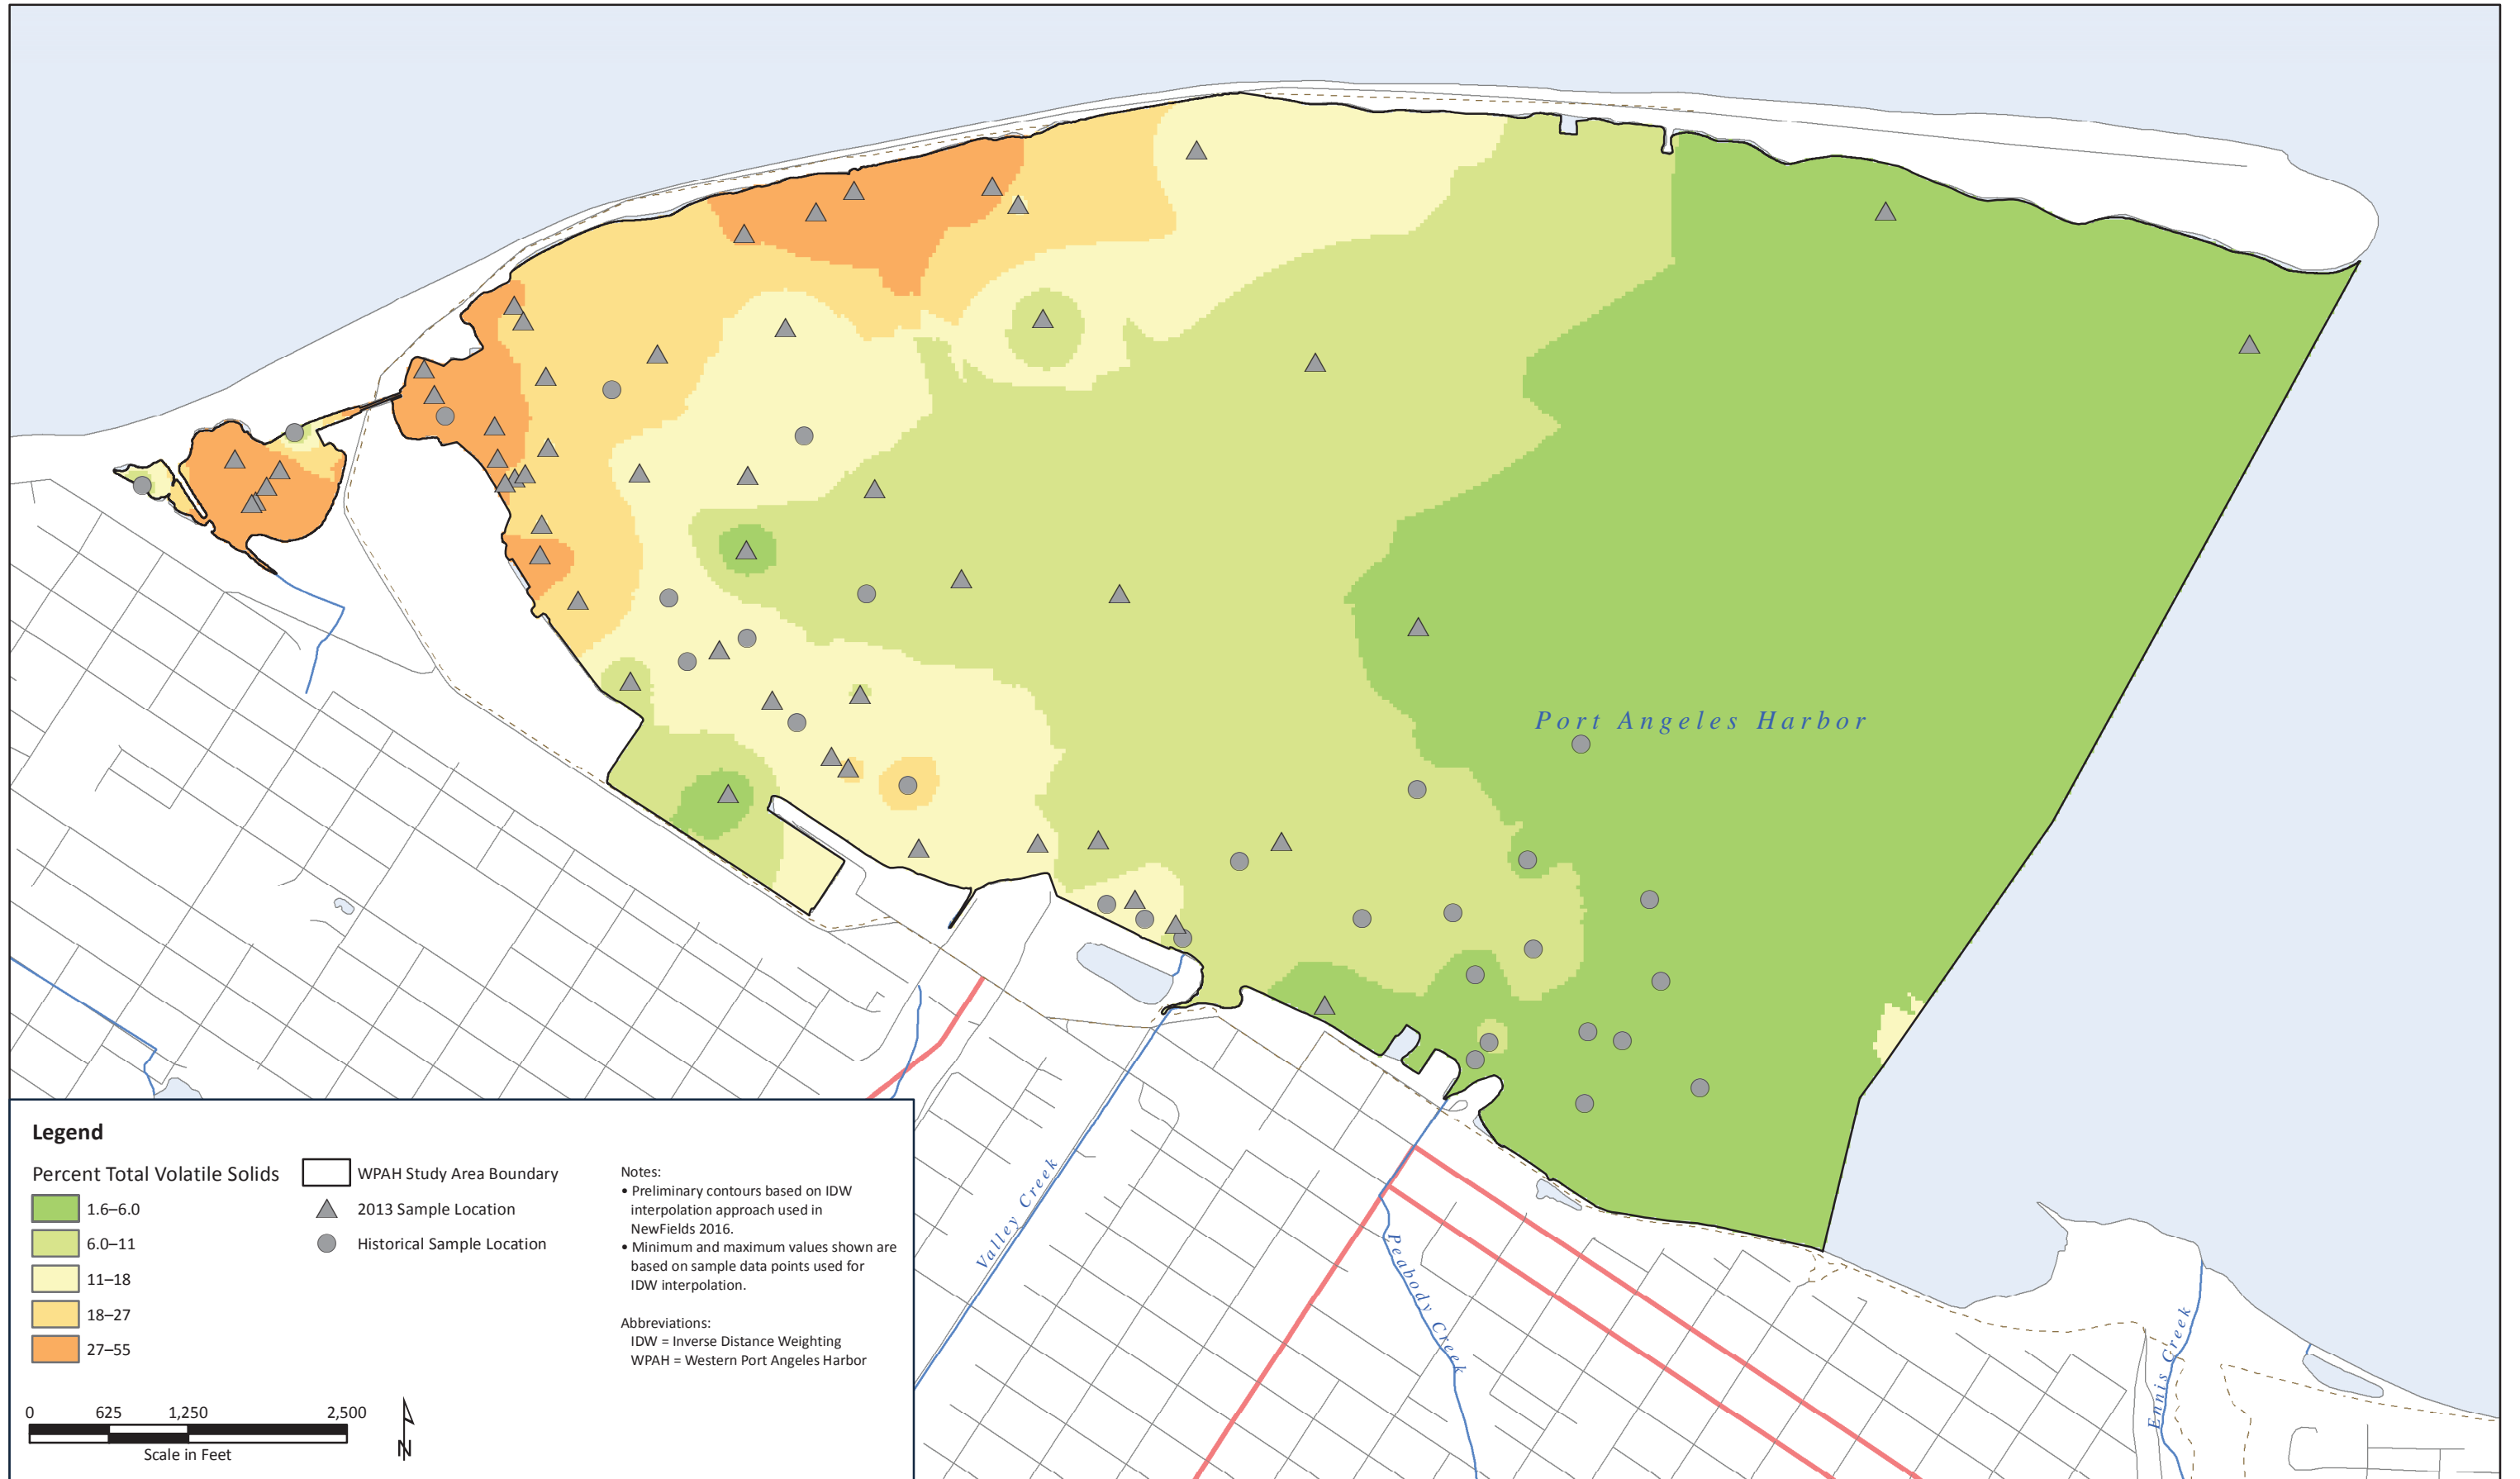 Port Angeles Harbor
Valley Creek
Peabody Creek
Ennis Creek
Legend
Percent Total Volatile Solids
1.6–6.0
6.0–11
11–18
18–27
27–55
WPAH Study Area Boundary
2013 Sample Location
Historical Sample Location
Notes:
• Preliminary contours based on IDW
interpolation approach used in
NewFields 2016.
• Minimum and maximum values shown are
based on sample data points used for
IDW interpolation.
Abbreviations:
IDW = Inverse Distance Weighting
WPAH = Western Port Angeles Harbor
0 625 1,250 2,500
Scale in Feet
N